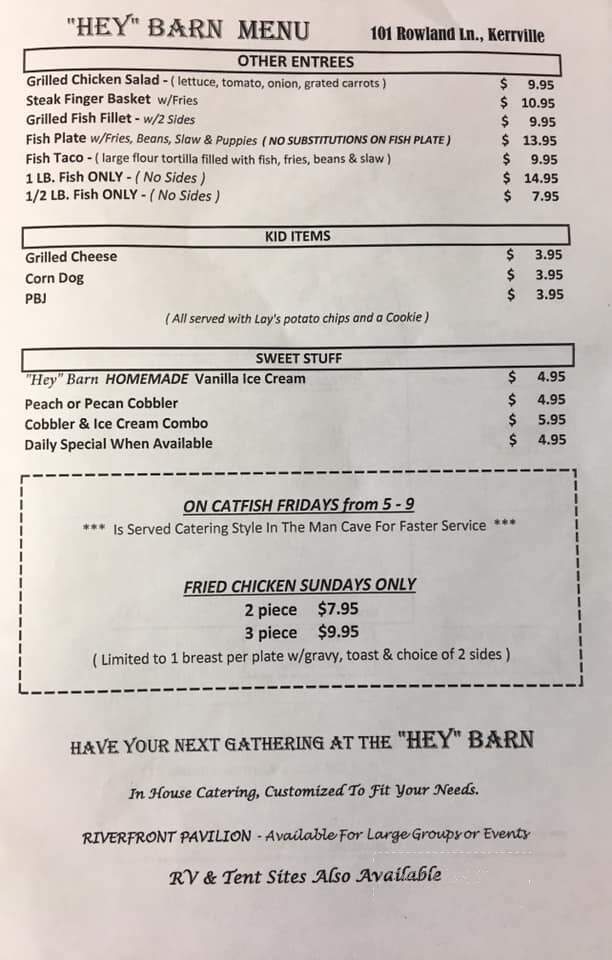 "HEY" BARN MENU 101 Rowland Ln., Kerrville
OTHER ENTREES
Grilled Chicken Salad - ( lettuce, tomato, onion, grated carrots ) $ 9.95
Steak Finger Basket w/Fries $ 10.95
Grilled Fish Fillet - w/2 Sides $ 9.95
Fish Plate w/Fries, Beans, Slaw & Puppies ( NO SUBSTITUTIONS ON FISH PLATE ) $ 13.95
Fish Taco - ( large flour tortilla filled with fish, fries, beans & slaw ) $ 9.95
1 LB. Fish ONLY - ( No Sides ) $ 14.95
1/2 LB. Fish ONLY - ( No Sides ) $ 7.95
KID ITEMS
Grilled Cheese $ 3.95
Corn Dog $ 3.95
PBJ $ 3.95
( All served with Lay's potato chips and a Cookie )
SWEET STUFF
"Hey" Barn HOMEMADE Vanilla Ice Cream $ 4.95
Peach or Pecan Cobbler $ 4.95
Cobbler & Ice Cream Combo $ 5.95
Daily Special When Available $ 4.95
ON CATFISH FRIDAYS from 5 - 9
*** Is Served Catering Style In The Man Cave For Faster Service ***
FRIED CHICKEN SUNDAYS ONLY
2 piece $7.95
3 piece $9.95
( Limited to 1 breast per plate w/gravy, toast & choice of 2 sides )
HAVE YOUR NEXT GATHERING AT THE "HEY" BARN
In House Catering, Customized To Fit Your Needs.
RIVERFRONT PAVILION - Available For Large Groups or Events
RV & Tent Sites Also Available